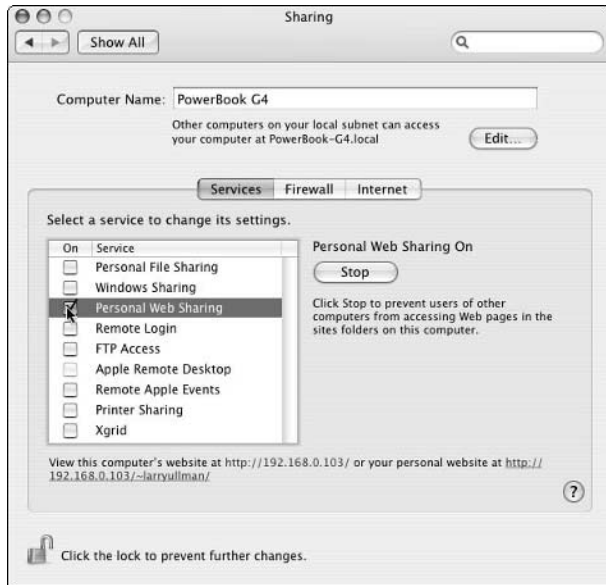 Sharing
Show All
Computer Name: PowerBook G4
Other computers on your local subnet can access
your computer at PowerBook-G4.local
Edit...
Services Firewall Internet
Select a service to change its settings.
On Service
Personal File Sharing
Windows Sharing
Personal Web Sharing
Remote Login
FTP Access
Apple Remote Desktop
Remote Apple Events
Printer Sharing
Xgrid
Personal Web Sharing On
Stop
Click Stop to prevent users of other
computers from accessing Web pages in the
sites folders on this computer.
View this computer's website at http://192.168.0.103/ or your personal website at http://
192.168.0.103/~larryullman/
?
Click the lock to prevent further changes.